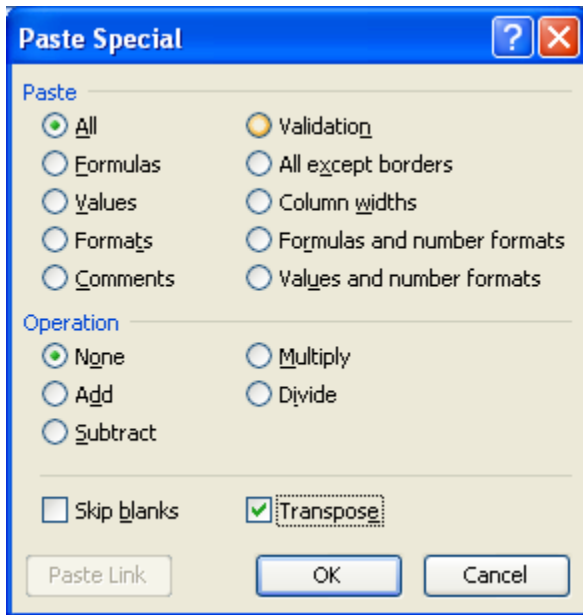 Paste Special
Paste
All
Validation
Formulas
All except borders
Values
Column widths
Formats
Formulas and number formats
Comments
Values and number formats
Operation
None
Multiply
Add
Divide
Subtract
Skip blanks
Transpose
Paste Link
OK
Cancel